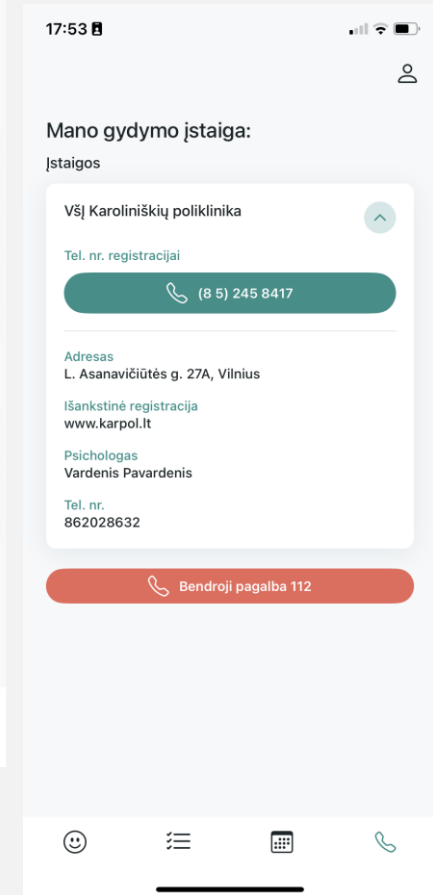 17:53
Mano gydymo įstaiga:
Įstaigos
VšĮ Karoliniškių poliklinika
Tel. nr. registracijai
(8 5) 245 8417
Adresas
L. Asanavičiūtės g. 27A, Vilnius
Išankstinė registracija
www.karpol.lt
Psichologas
Vardenis Pavardenis
Tel. nr.
862028632
Bendroji pagalba 112